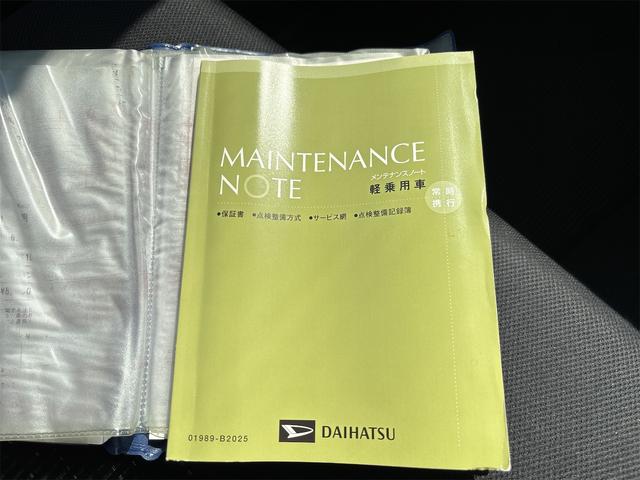 MAINTENANCE
NOTE
メンテナンスノート
軽乗用車
常時
携行
●保証書 ●点検整備方式 ●サービス網 ●点検整備記録簿
01989-B2025
DAIHATSU